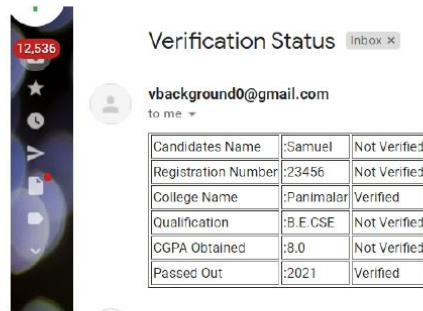 12,536
Verification Status Inbox ×
vbackground0@gmail.com
to me
Candidates Name :Samuel Not Verified
Registration Number :23456 Not Verified
College Name :Panimalar Verified
Qualification :B.E.CSE Not Verified
CGPA Obtained :8.0 Not Verified
Passed Out :2021 Verified